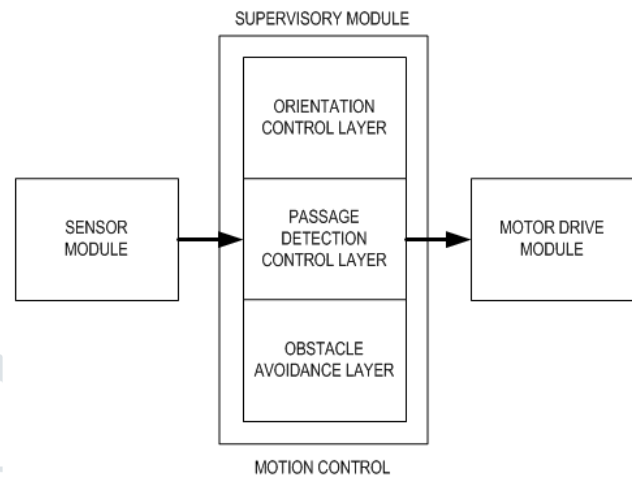 SUPERVISORY MODULE
ORIENTATION
CONTROL LAYER
SENSOR
MODULE
PASSAGE
DETECTION
CONTROL LAYER
MOTOR DRIVE
MODULE
OBSTACLE
AVOIDANCE LAYER
MOTION CONTROL